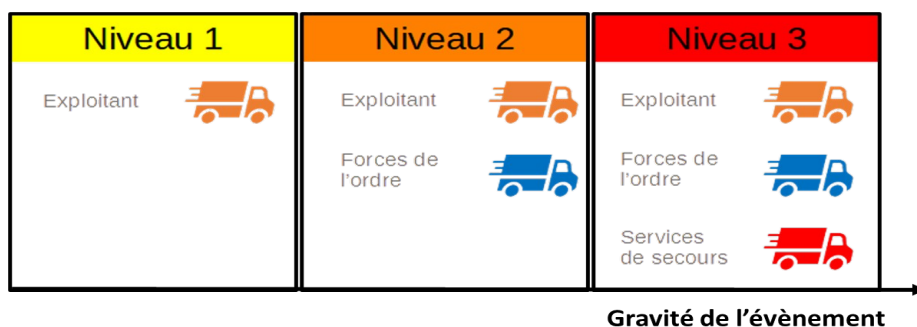 Niveau 1
Exploitant
Niveau 2
Exploitant
Forces de
l'ordre
Niveau 3
Exploitant
Forces de
l'ordre
Services
de secours
Gravité de l'évènement